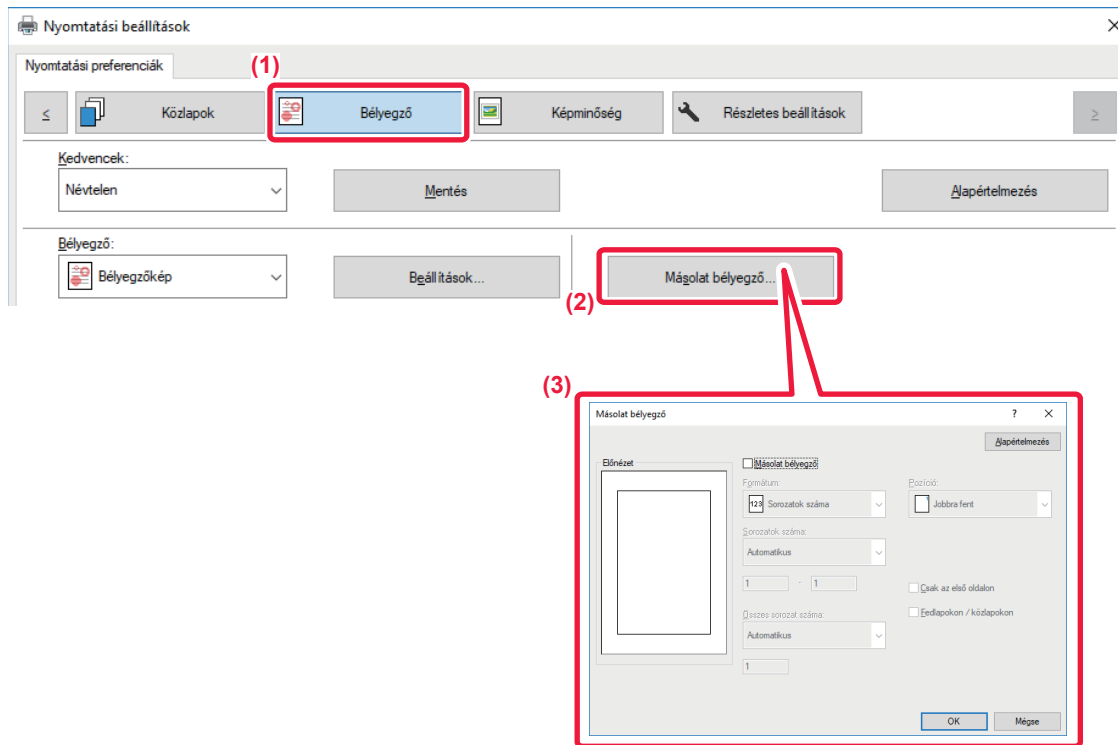 Nyomtatási beállítások
Nyomtatási preferenciák
(1)
<
Közlapok
Bélyegző
Képminőség
Részletes beállítások
>
Kedvencek:
Névtelen
Mentés
Alapértelmezés
Bélyegző:
Bélyegzőkép
Beállítások...
Másolat bélyegző...
(2)
(3)
Másolat bélyegző
?
Alapértelmezés
Előnézet
Másolat bélyegző
Formátum:
Pozíció:
123 Sorozatok száma
1 Jobbra fent
Sorozatok száma:
Automatikus
1 - 1
Csak az első oldalon
Összes sorozat száma:
Fedlapokon / közlapokon
Automatikus
1
OK
Mégse